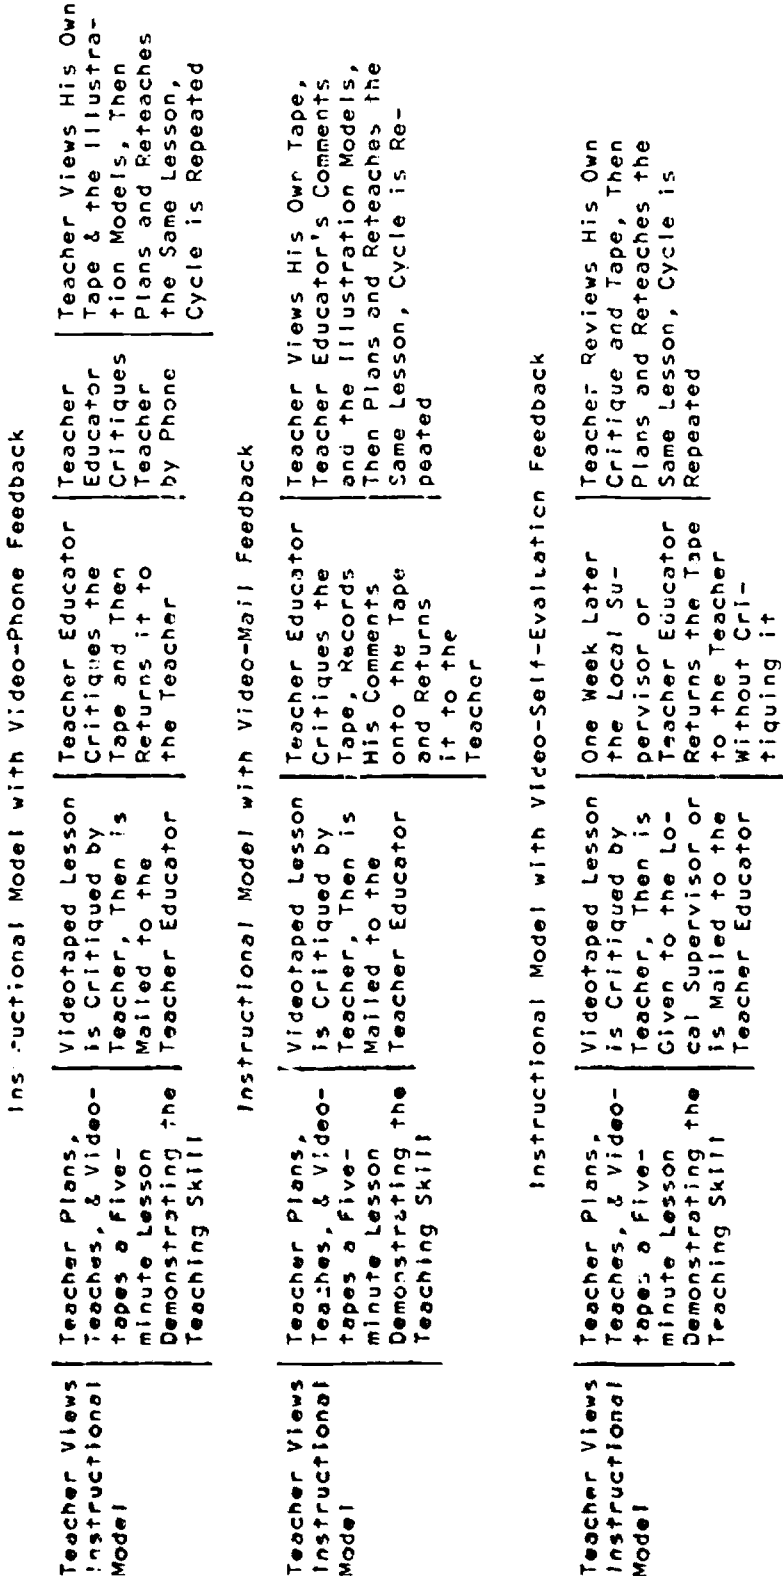 Instructional Model with Video-Phone Feedback
Teacher Views
Instructional
Model
Teacher Plans,
Teaches, & Video-
tapes a Five-
minute Lesson
Demonstrating the
Teaching Skill
Videotaped Lesson
is Critiqued by
Teacher, Then is
Mailed to the
Teacher Educator
Teacher Educator
Critiques the
Tape and Then
Returns it to
the Teacher
Teacher
Educator
Critiques
Teacher
by Phone
Teacher Views His Own
Tape & the Illustra-
tion Models, Then
Plans and Reteaches
the Same Lesson,
Cycle is Repeated
Instructional Model with Video-Mail Feedback
Teacher Views
Instructional
Model
Teacher Plans,
Teaches, & Video-
tapes a Five-
minute Lesson
Demonstrating the
Teaching Skill
Videotaped Lesson
is Critiqued by
Teacher, Then is
Mailed to the
Teacher Educator
Teacher Educator
Critiques the
Tape, Records
His Comments
onto the Tape
and Returns
it to the
Teacher
Teacher Views His Own Tape,
Teacher Educator's Comments
and the Illustration Models,
Then Plans and Reteaches the
Same Lesson, Cycle is Re-
peated
Instructional Model with Video-Self-Evaluation Feedback
Teacher Views
Instructional
Model
Teacher Plans,
Teaches, & Video-
tapes a Five-
minute Lesson
Demonstrating the
Teaching Skill
Videotaped Lesson
is Critiqued by
Teacher, Then is
Given to the Lo-
cal Supervisor or
is Mailed to the
Teacher Educator
One Week Later
the Local Su-
pervisor or
Teacher Educator
Returns the Tape
to the Teacher
Without Cri-
tiquing it
Teacher Reviews His Own
Critique and Tape, Then
Plans and Reteaches the
Same Lesson, Cycle is
Repeated